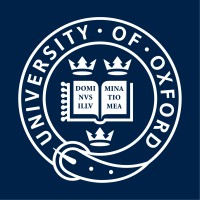 UNIVERSITY · OF · OXFORD
DOMI
NVS
ILLV
MINA
TIO
MEA